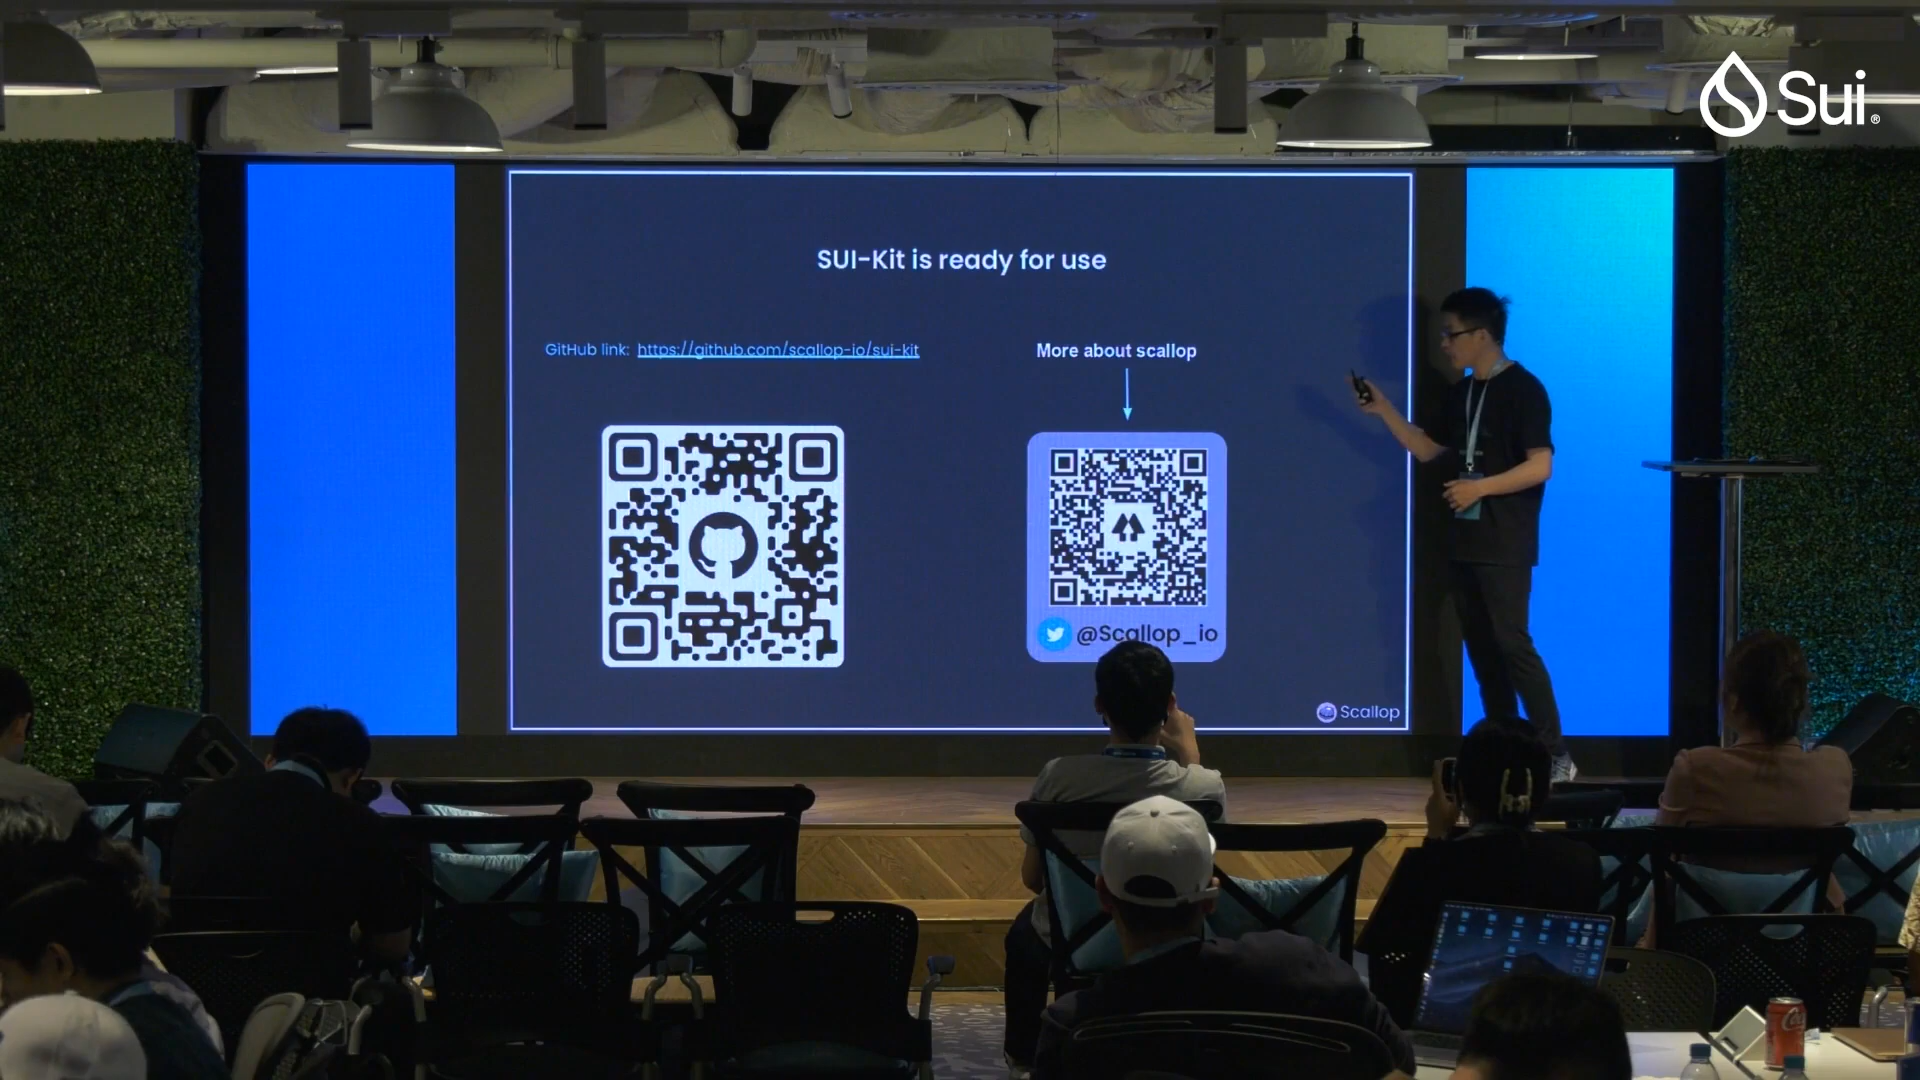 Sui®
SUI-Kit is ready for use
GitHub link: https://github.com/scallop-io/sui-kit
More about scallop
@Scallop_io
Scallop